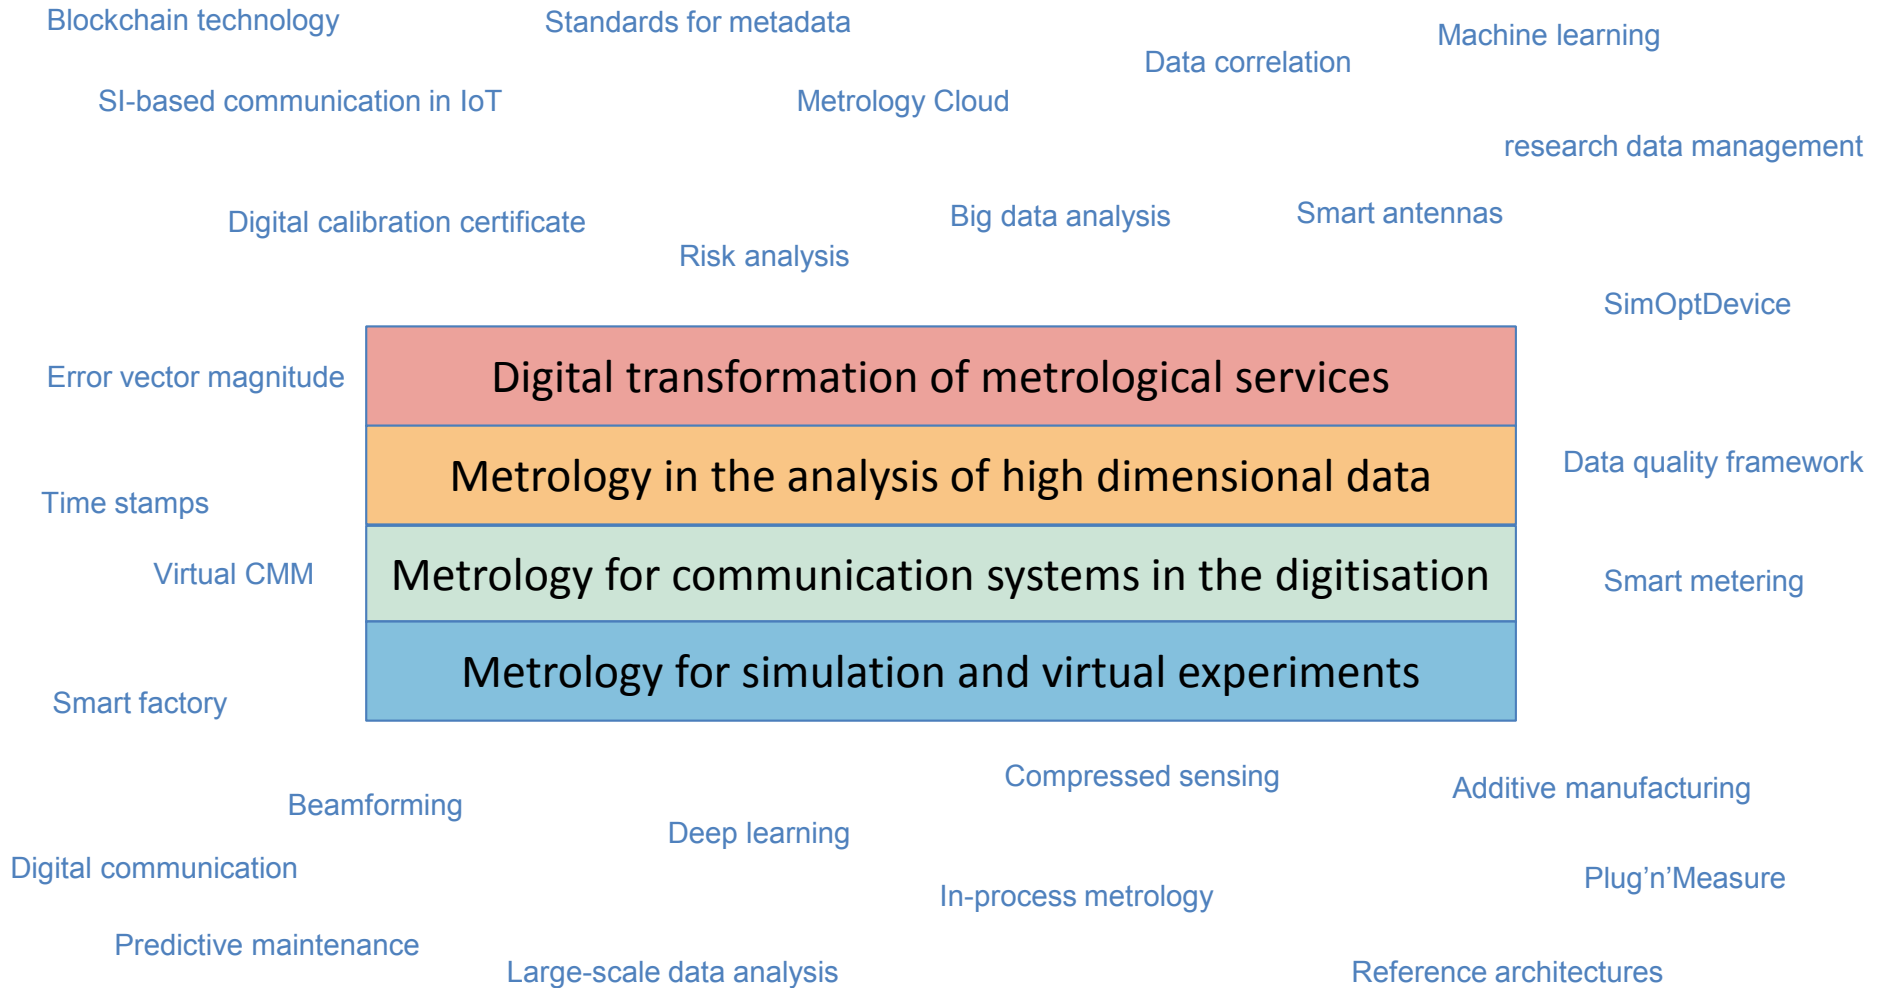 Blockchain technology
Standards for metadata
Machine learning
Data correlation
SI-based communication in IoT
Metrology Cloud
research data management
Digital calibration certificate
Big data analysis
Smart antennas
Risk analysis
SimOptDevice
Error vector magnitude
Digital transformation of metrological services
Metrology in the analysis of high dimensional data
Data quality framework
Time stamps
Virtual CMM
Metrology for communication systems in the digitisation
Smart metering
Metrology for simulation and virtual experiments
Smart factory
Compressed sensing
Additive manufacturing
Beamforming
Deep learning
Digital communication
Plug’n’Measure
In-process metrology
Predictive maintenance
Large-scale data analysis
Reference architectures